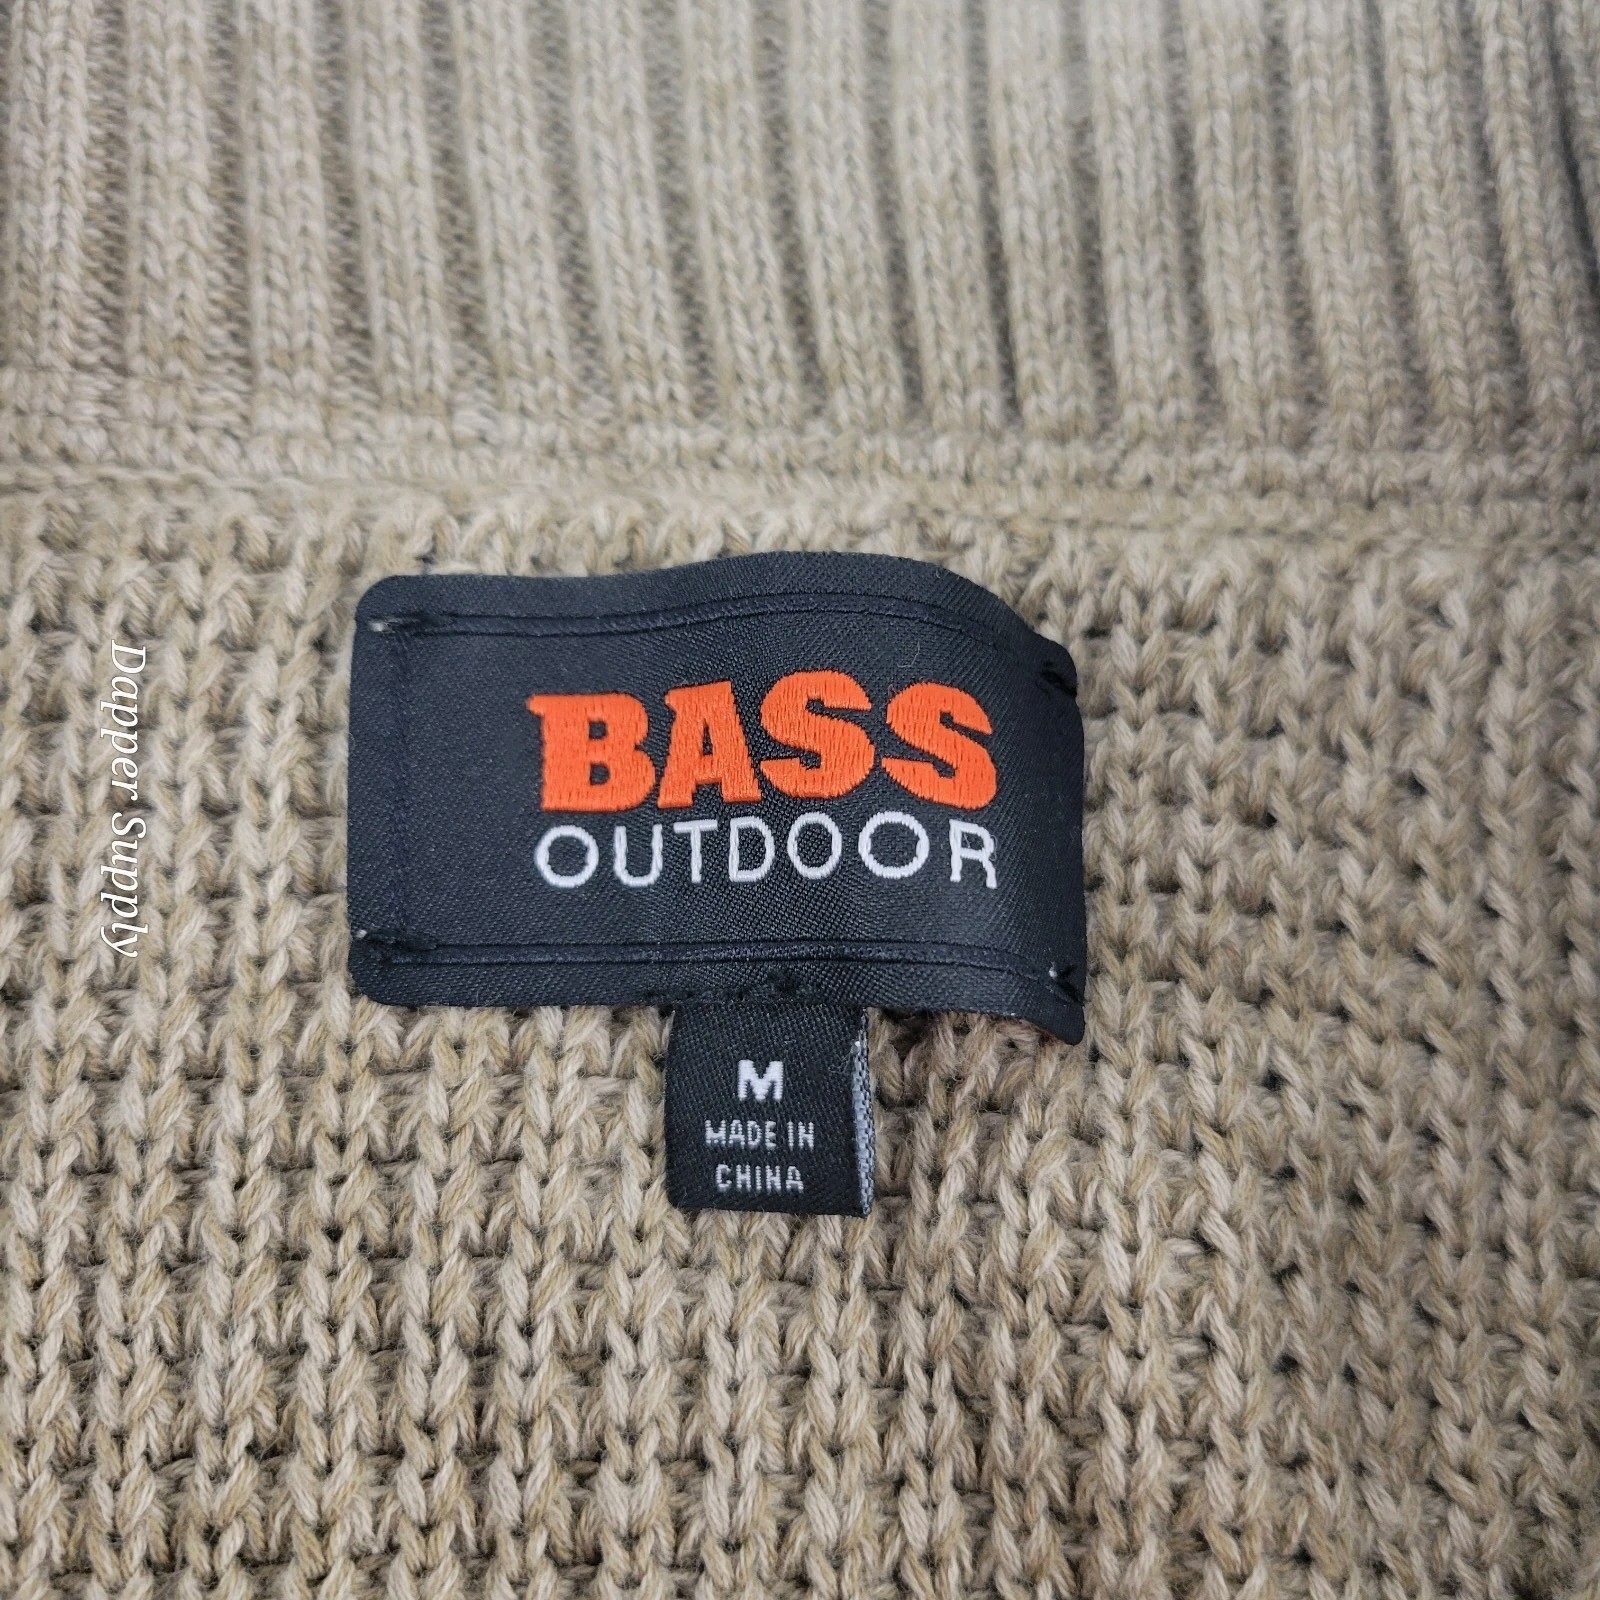 BASS
OUTDOOR
M
MADE IN
CHINA
Dapper Supply